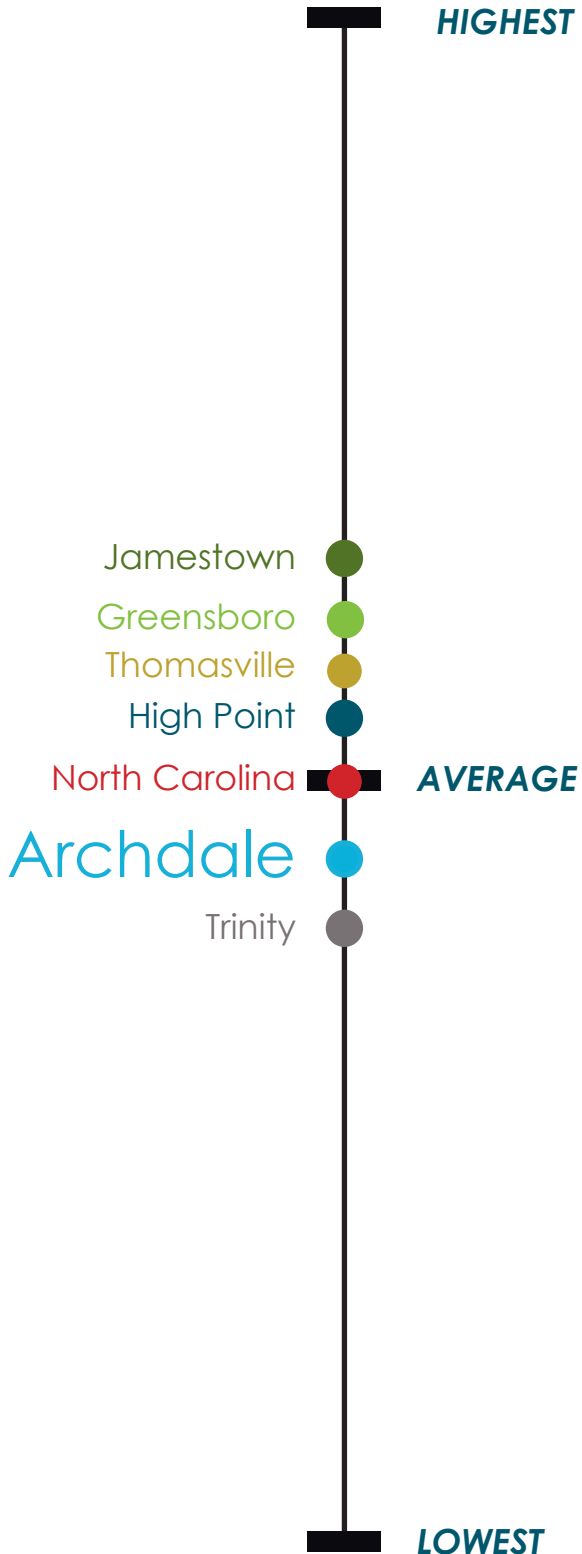 HIGHEST
Jamestown
Greensboro
Thomasville
High Point
North Carolina AVERAGE
Archdale
Trinity
LOWEST